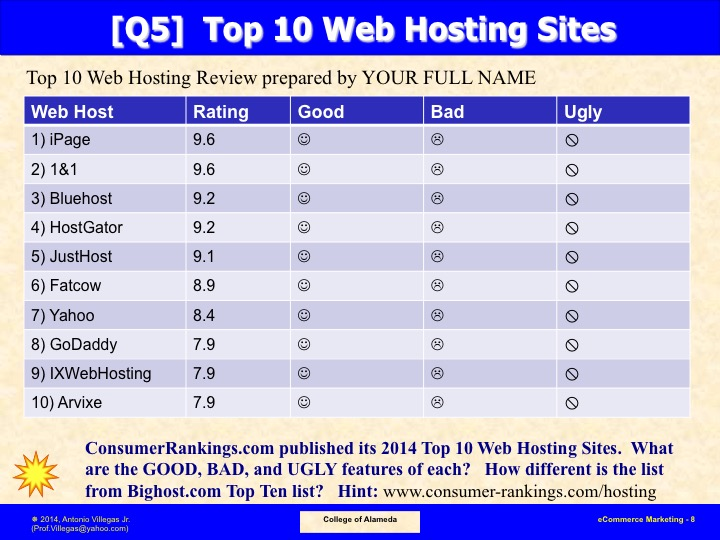 [Q5]  Top 10 Web Hosting Sites
Top 10 Web Hosting Review prepared by YOUR FULL NAME
Web Host Rating Good Bad Ugly
1) iPage 9.6 ☺ ☹ 🛇
2) 1&1 9.6 ☺ ☹ 🛇
3) Bluehost 9.2 ☺ ☹ 🛇
4) HostGator 9.2 ☺ ☹ 🛇
5) JustHost 9.1 ☺ ☹ 🛇
6) Fatcow 8.9 ☺ ☹ 🛇
7) Yahoo 8.4 ☺ ☹ 🛇
8) GoDaddy 7.9 ☺ ☹ 🛇
9) IXWebHosting 7.9 ☺ ☹ 🛇
10) Arvixe 7.9 ☺ ☹ 🛇
ConsumerRankings.com published its 2014 Top 10 Web Hosting Sites.  What
are the GOOD, BAD, and UGLY features of each?   How different is the list
from Bighost.com Top Ten list?   Hint: www.consumer-rankings.com/hosting
2014, Antonio Villegas Jr.
(Prof.Villegas@yahoo.com)
College of Alameda
eCommerce Marketing - 8